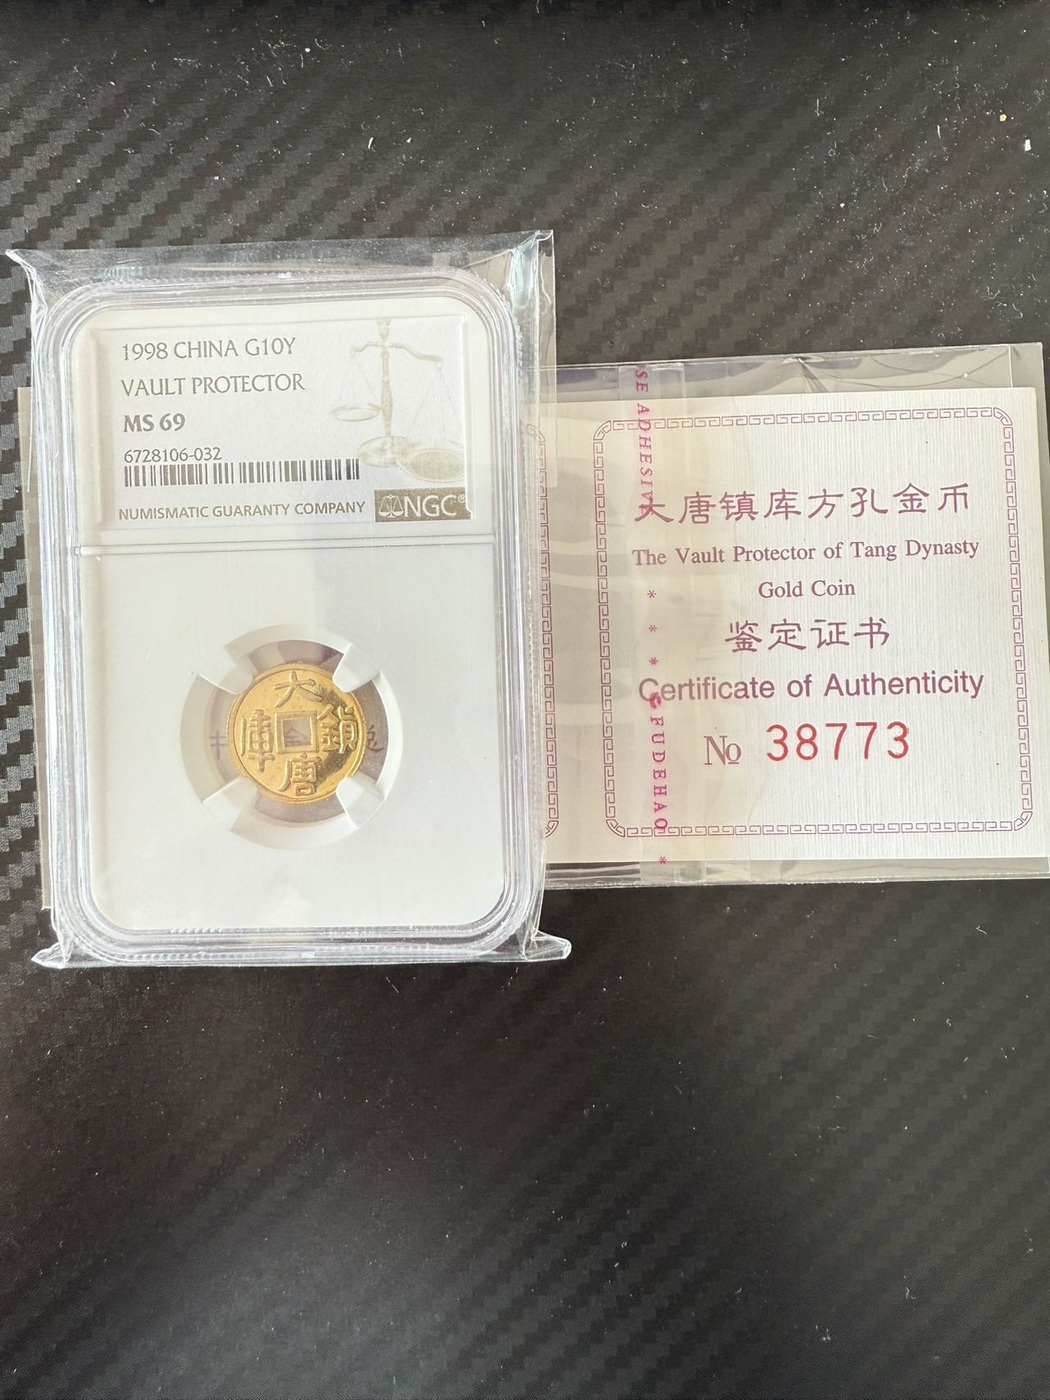 1998 CHINA G10Y
VAULT PROTECTOR
MS 69
6728106-032
NUMISMATIC GUARANTY COMPANY
NGC
大
庫 鎮
唐
SE ADHESIV
大唐镇库方孔金币
The Vault Protector of Tang Dynasty
Gold Coin
鉴定证书
Certificate of Authenticity
No 38773
* * * FUDEHAO *